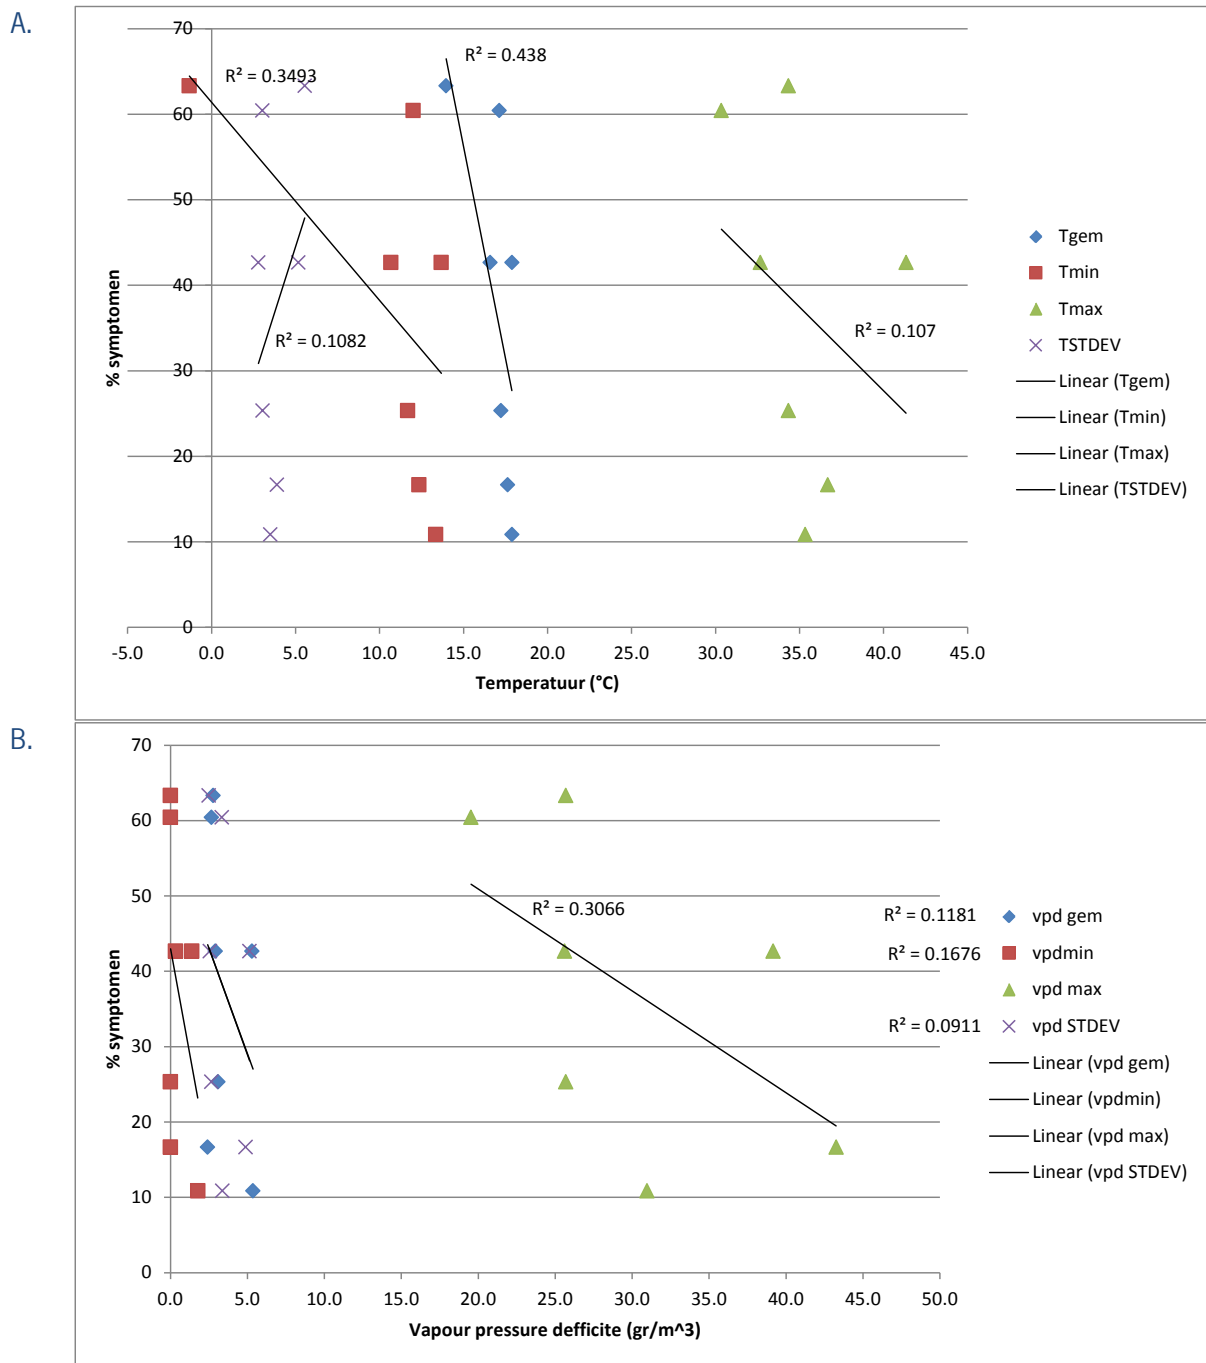 A.
70
60
50
40
30
20
10
0
% symptomen
R² = 0.3493
R² = 0.438
R² = 0.1082
R² = 0.107
-5.0 0.0 5.0 10.0 15.0 20.0 25.0 30.0 35.0 40.0 45.0
Temperatuur (°C)
Tgem
Tmin
Tmax
TSTDEV
Linear (Tgem)
Linear (Tmin)
Linear (Tmax)
Linear (TSTDEV)
B.
70
60
50
40
30
20
10
0
% symptomen
R² = 0.3066
R² = 0.1181
R² = 0.1676
R² = 0.0911
0.0 5.0 10.0 15.0 20.0 25.0 30.0 35.0 40.0 45.0 50.0
Vapour pressure defficite (gr/m^3)
vpd gem
vpdmin
vpd max
vpd STDEV
Linear (vpd gem)
Linear (vpdmin)
Linear (vpd max)
Linear (vpd STDEV)